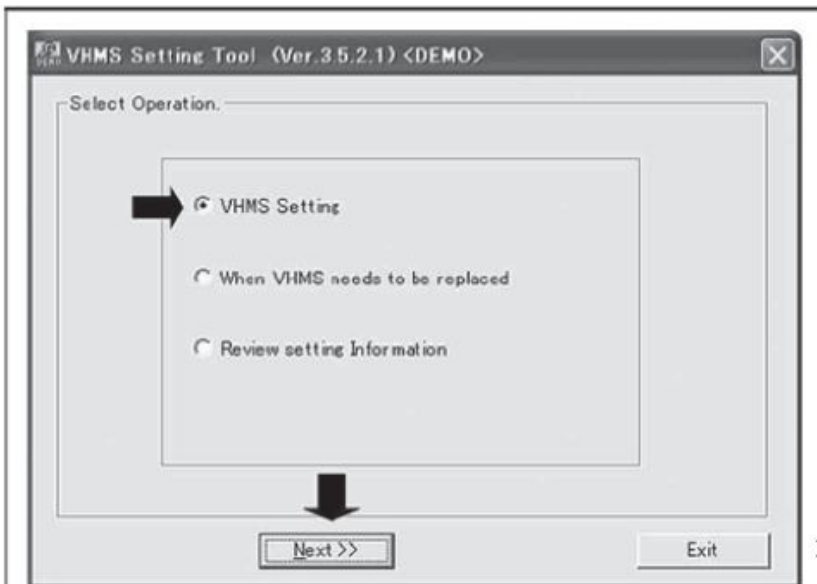 VHMS Setting Tool (Ver.3.5.2.1) <DEMO>
Select Operation.
VHMS Setting
When VHMS needs to be replaced
Review setting Information
Next >>
Exit